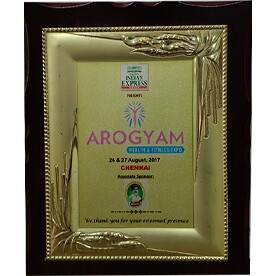 INDIAN EXPRESS
PRESENTS
AROGYAM
HEALTH & FITNESS EXPO
26 & 27 August, 2017
CHENNAI
Associate Sponsor:
We thank you for your esteemed presence